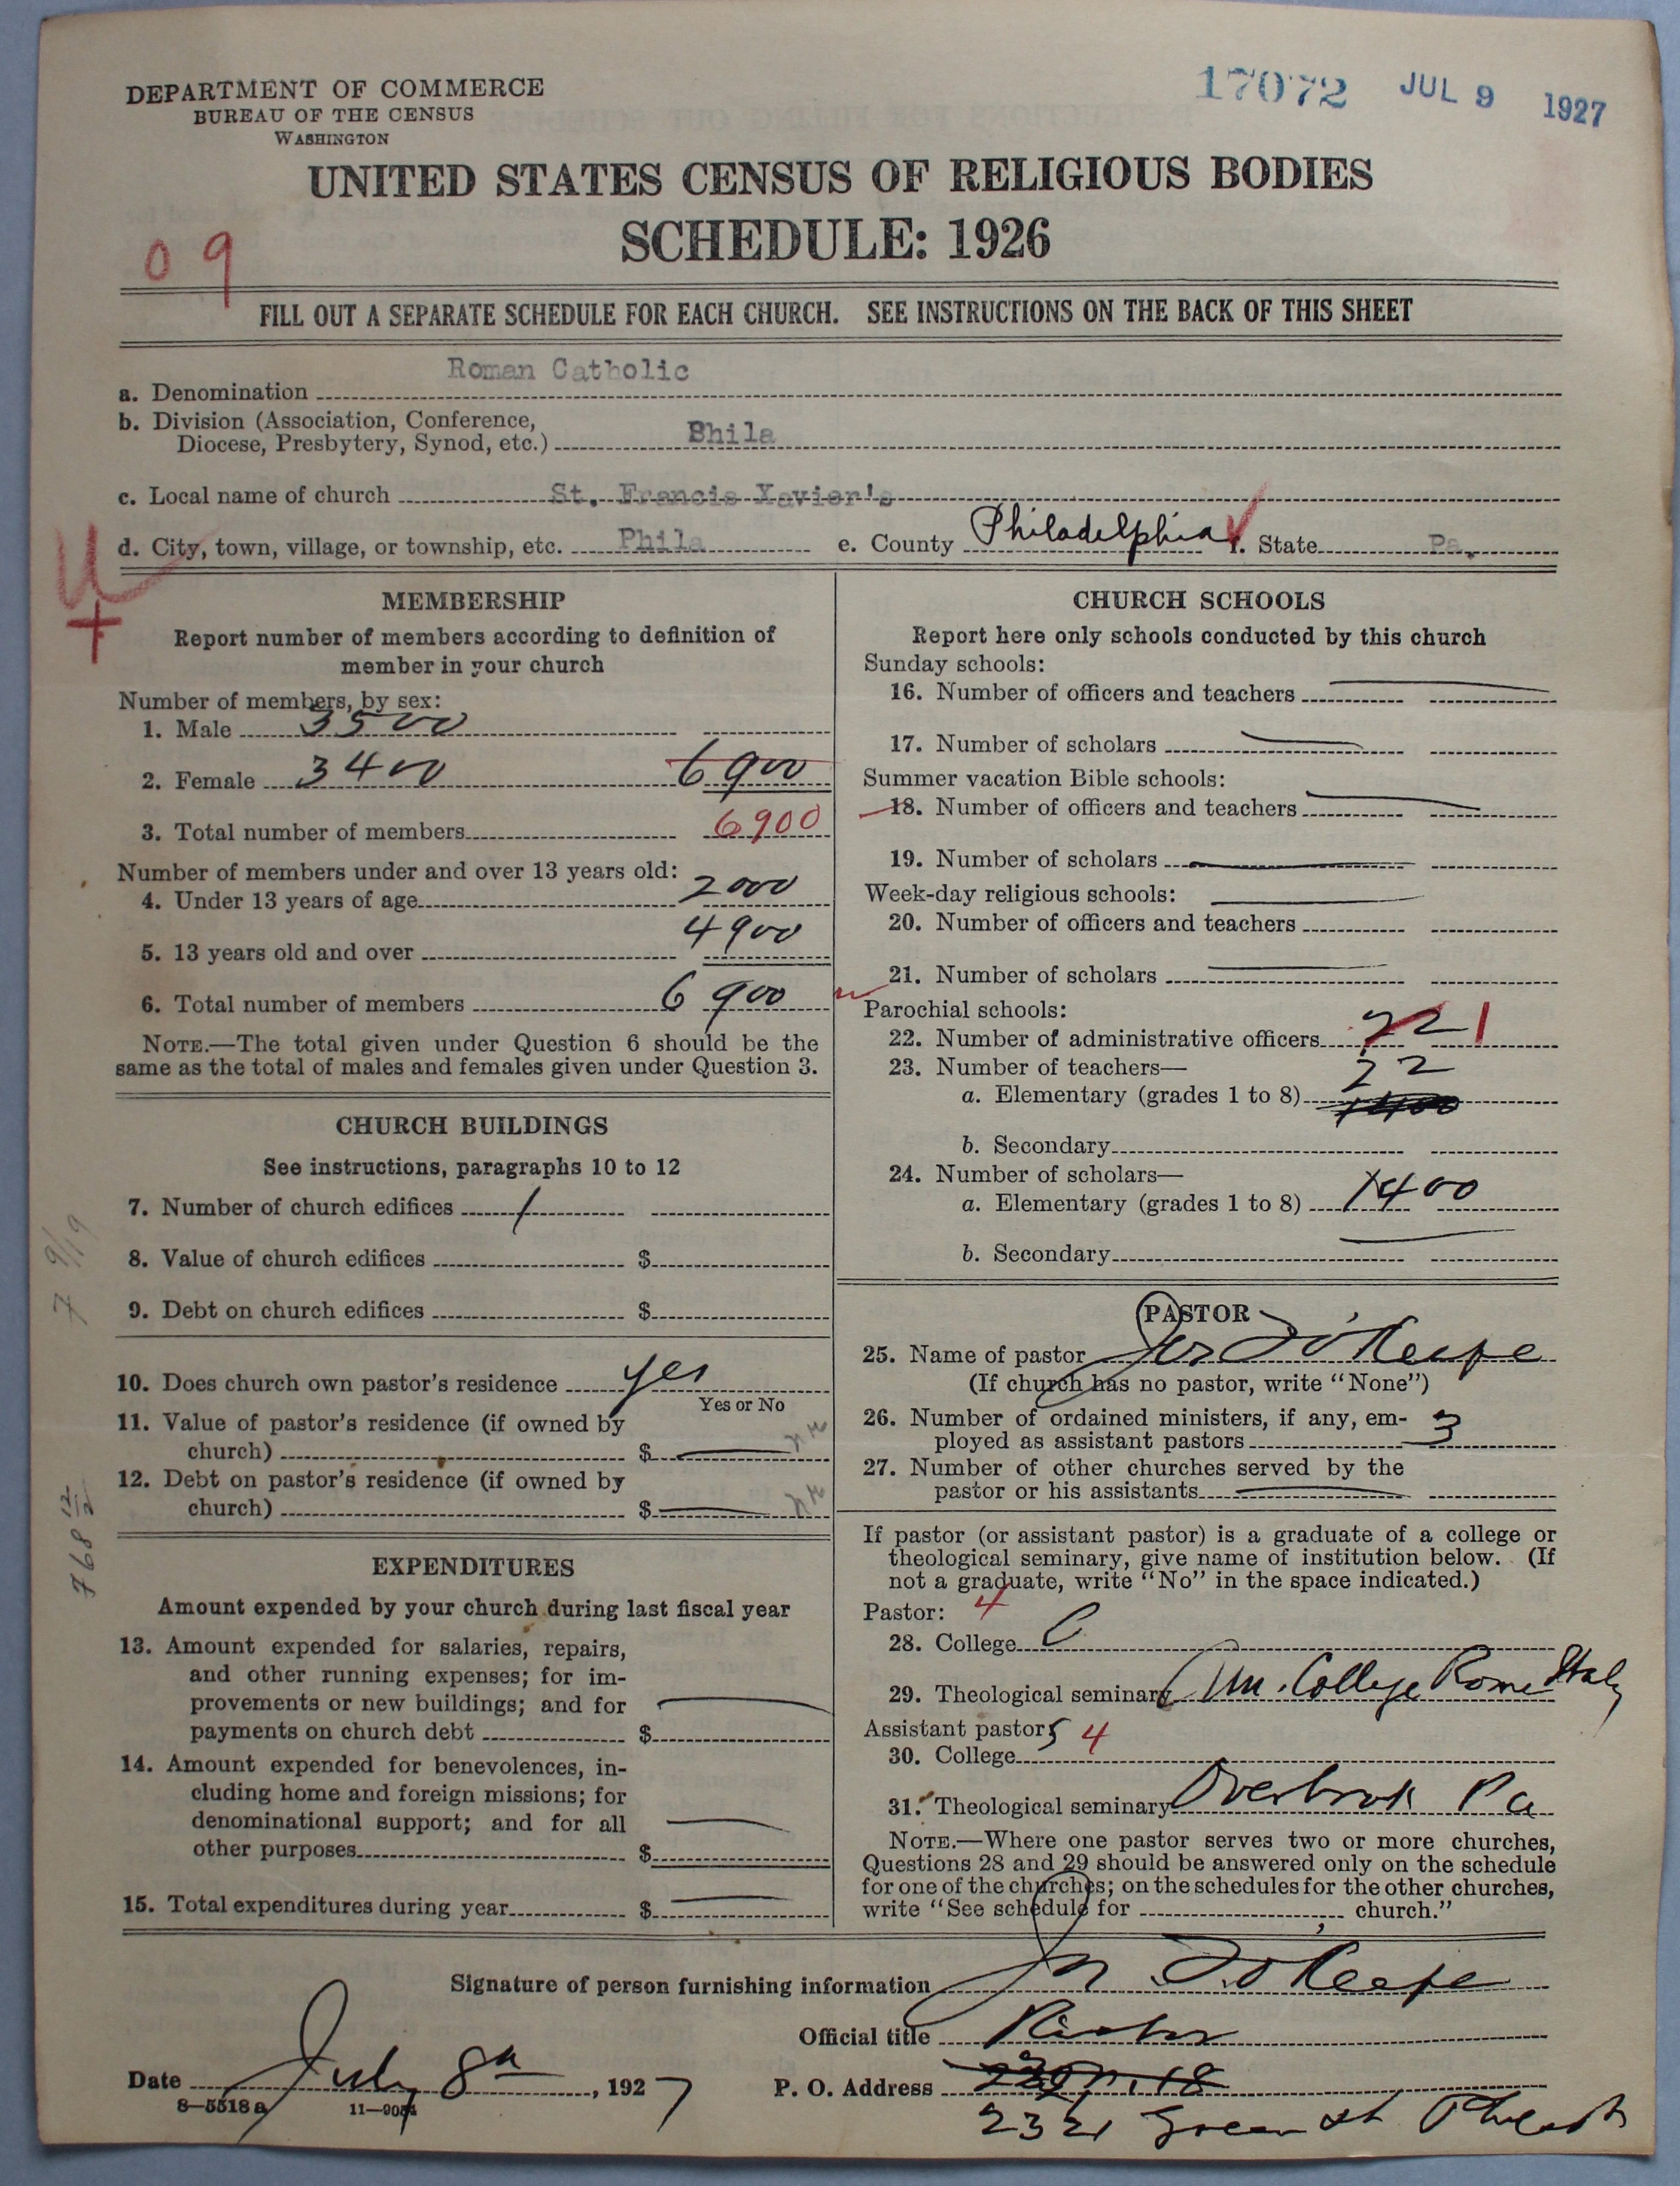 DEPARTMENT OF COMMERCE
BUREAU OF THE CENSUS
WASHINGTON
17072 JUL 9 1927
UNITED STATES CENSUS OF RELIGIOUS BODIES
SCHEDULE: 1926
09
FILL OUT A SEPARATE SCHEDULE FOR EACH CHURCH. SEE INSTRUCTIONS ON THE BACK OF THIS SHEET
a. Denomination Roman Catholic
b. Division (Association, Conference,
Diocese, Presbytery, Synod, etc.) Phila
c. Local name of church St. Francis Xavier's
d. City, town, village, or township, etc. Phila e. County Philadelphia f. State Pa.
MEMBERSHIP
Report number of members according to definition of
member in your church
Number of members, by sex:
1. Male 3500
2. Female 3400 6900
3. Total number of members 6900
Number of members under and over 13 years old:
4. Under 13 years of age 2000
5. 13 years old and over 4900
6. Total number of members 6900
NOTE.—The total given under Question 6 should be the
same as the total of males and females given under Question 3.
CHURCH BUILDINGS
See instructions, paragraphs 10 to 12
7. Number of church edifices 1
8. Value of church edifices $
9. Debt on church edifices $
10. Does church own pastor's residence yes
Yes or No
11. Value of pastor's residence (if owned by
church) $
12. Debt on pastor's residence (if owned by
church) $
EXPENDITURES
Amount expended by your church during last fiscal year
13. Amount expended for salaries, repairs,
and other running expenses; for im-
provements or new buildings; and for
payments on church debt $
14. Amount expended for benevolences, in-
cluding home and foreign missions; for
denominational support; and for all
other purposes $
15. Total expenditures during year $
CHURCH SCHOOLS
Report here only schools conducted by this church
Sunday schools:
16. Number of officers and teachers
17. Number of scholars
Summer vacation Bible schools:
18. Number of officers and teachers
19. Number of scholars
Week-day religious schools:
20. Number of officers and teachers
21. Number of scholars
Parochial schools:
22. Number of administrative officers 22 1
23. Number of teachers— 22
a. Elementary (grades 1 to 8) 1400
b. Secondary
24. Number of scholars—
a. Elementary (grades 1 to 8) 1400
b. Secondary
PASTOR
25. Name of pastor O'Keefe
(If church has no pastor, write "None")
26. Number of ordained ministers, if any, em-
ployed as assistant pastors 3
27. Number of other churches served by the
pastor or his assistants
If pastor (or assistant pastor) is a graduate of a college or
theological seminary, give name of institution below. (If
not a graduate, write "No" in the space indicated.)
Pastor: 4
28. College
29. Theological seminary Am. College Rome Italy
Assistant pastors 4
30. College
31. Theological seminary Overbrook Pa
NOTE.—Where one pastor serves two or more churches,
Questions 28 and 29 should be answered only on the schedule
for one of the churches; on the schedules for the other churches,
write "See schedule for church."
Signature of person furnishing information O'Keefe
Official title Pastor
Date July 8th, 1927 P. O. Address
2321 Green st
8—5518a 11—9054